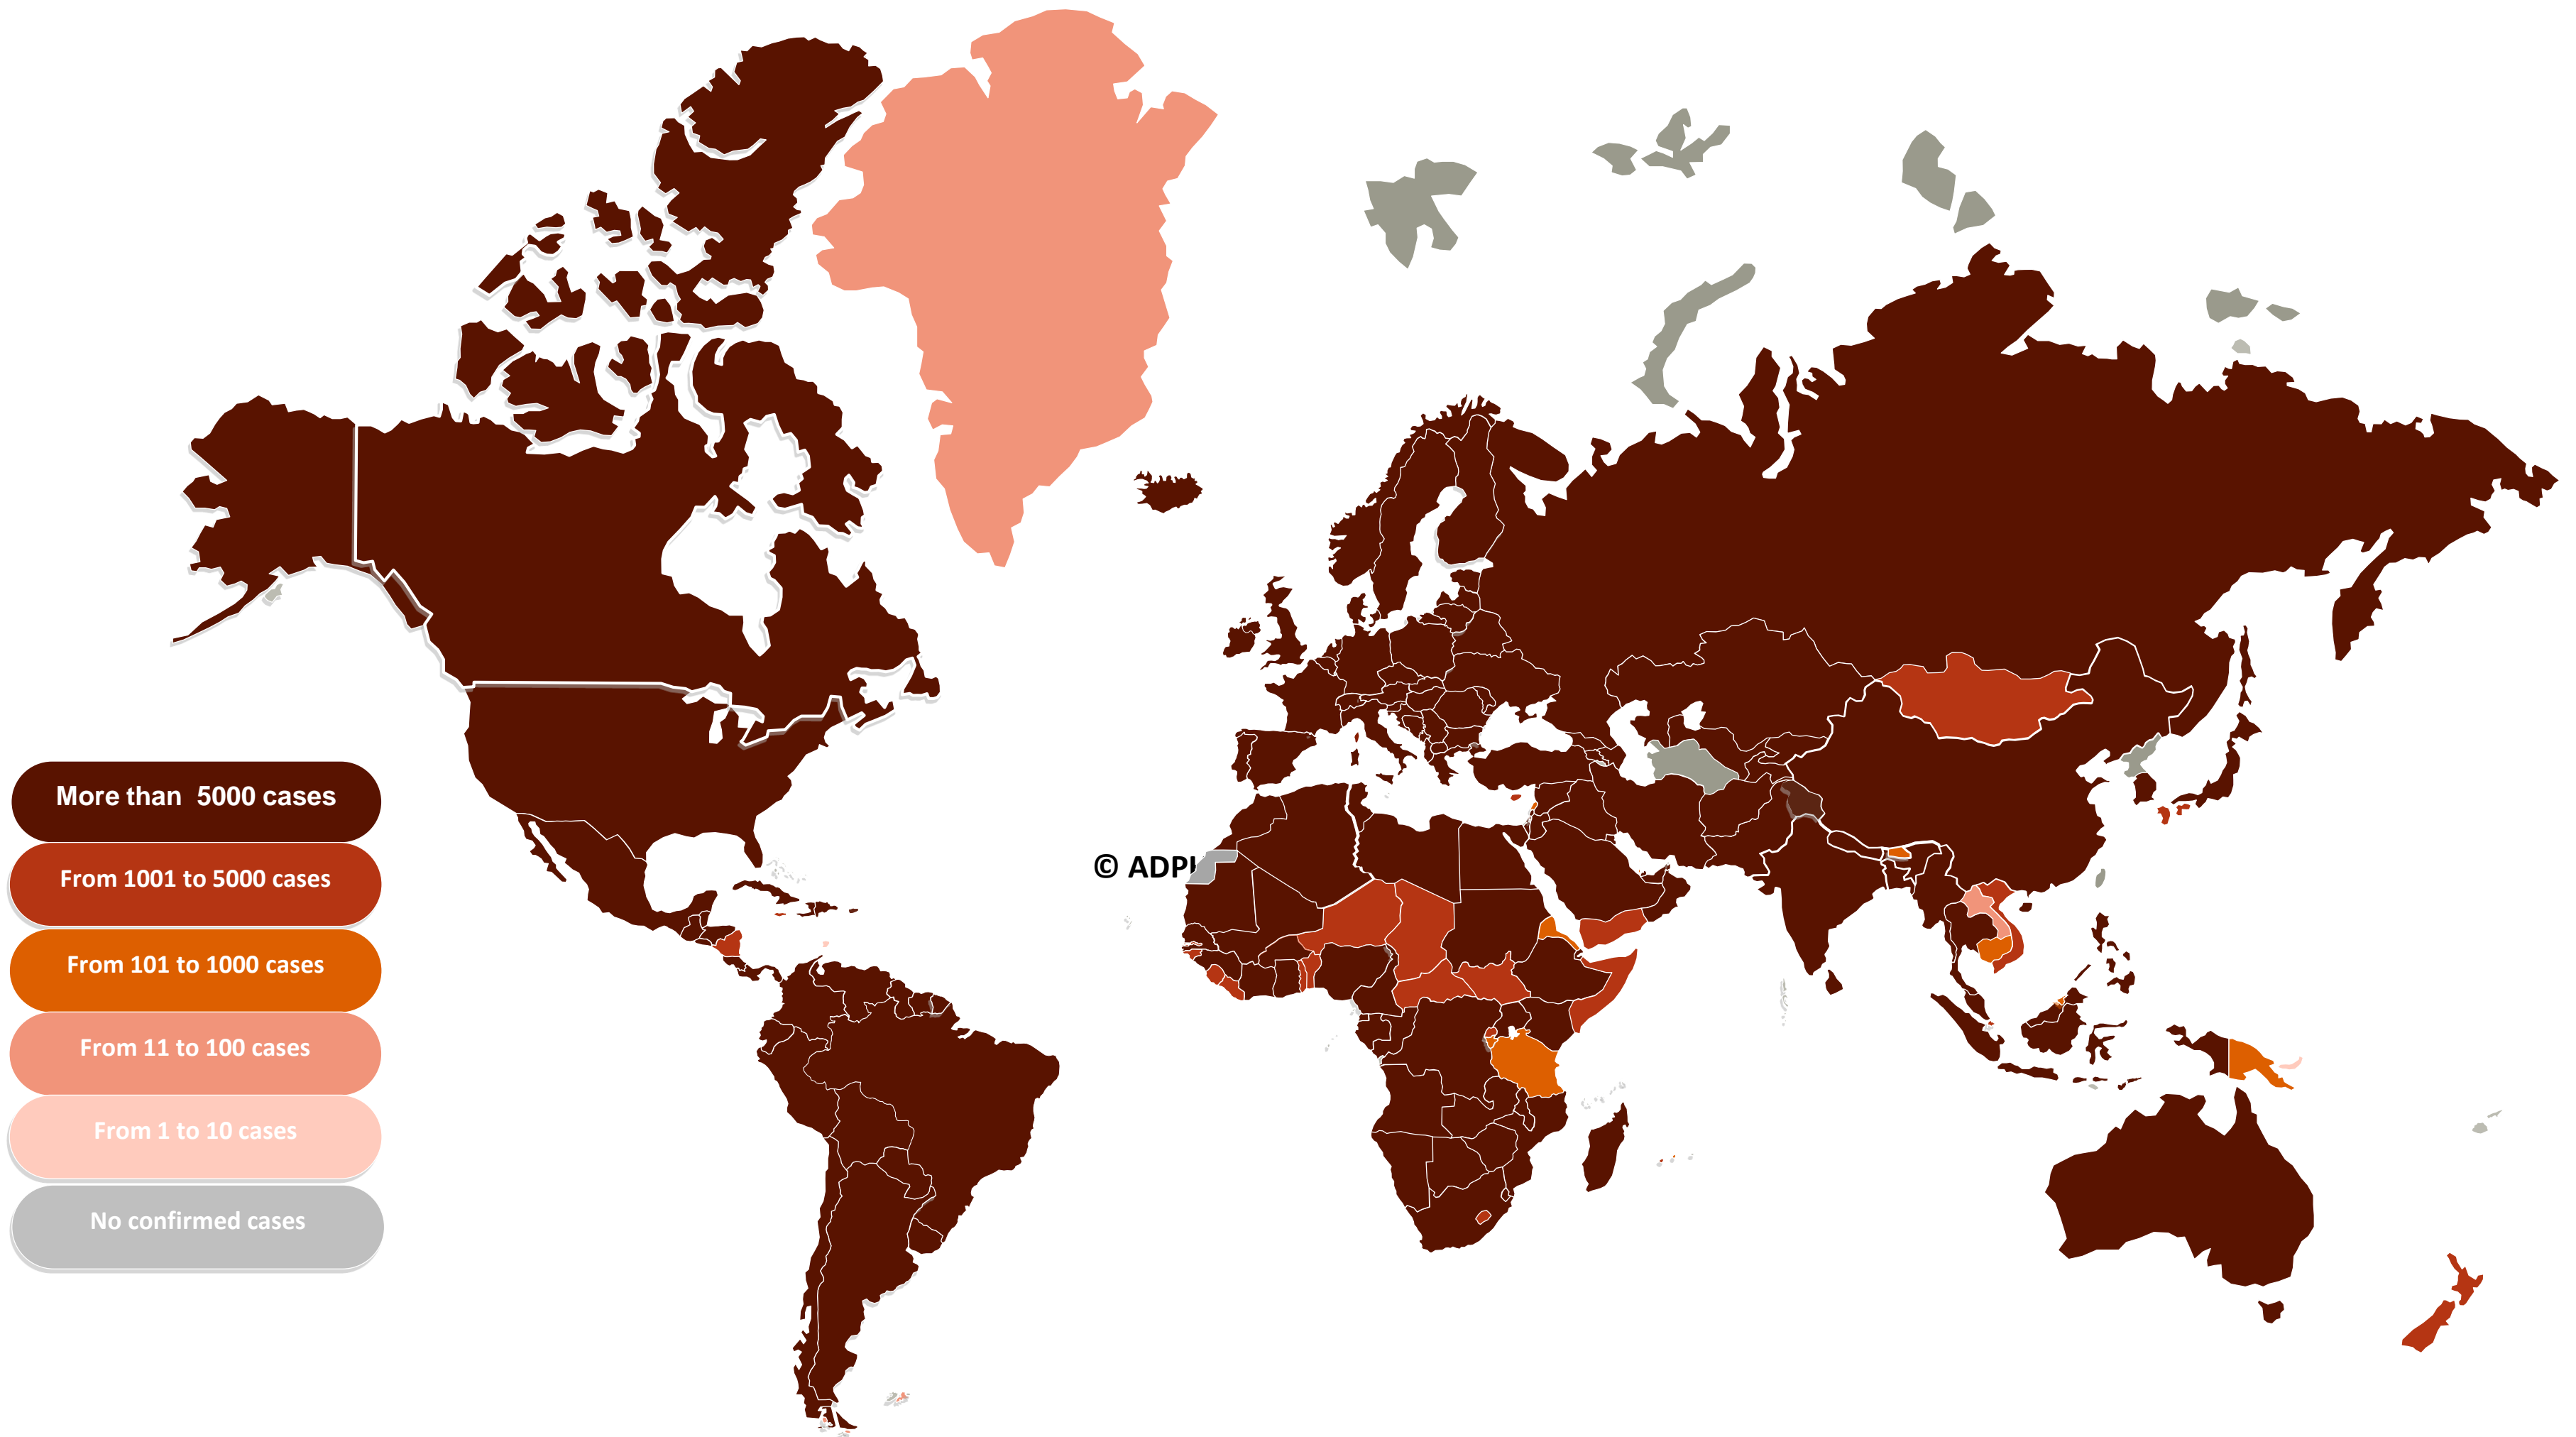 More than  5000 cases
From 1001 to 5000 cases
© ADPH
From 101 to 1000 cases
From 11 to 100 cases
From 1 to 10 cases
No confirmed cases